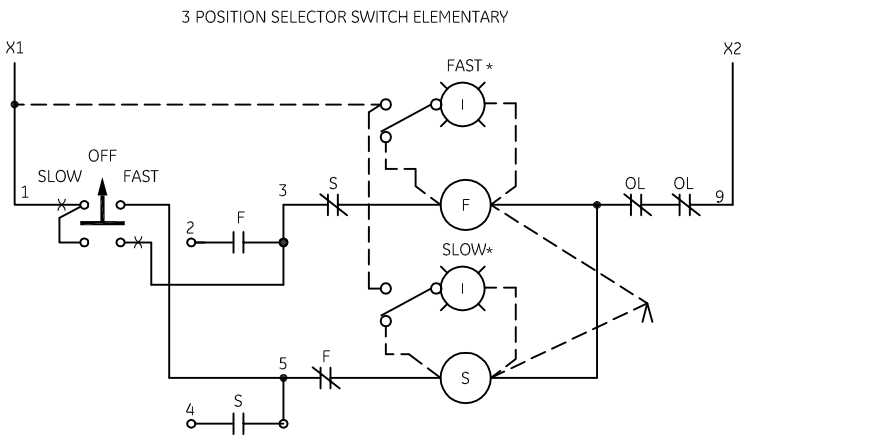 3 POSITION SELECTOR SWITCH ELEMENTARY
X1
X2
FAST *
I
OFF
SLOW
FAST
1
X
3
S
F
OL
OL
9
2
F
X
SLOW*
I
5
F
S
4
S